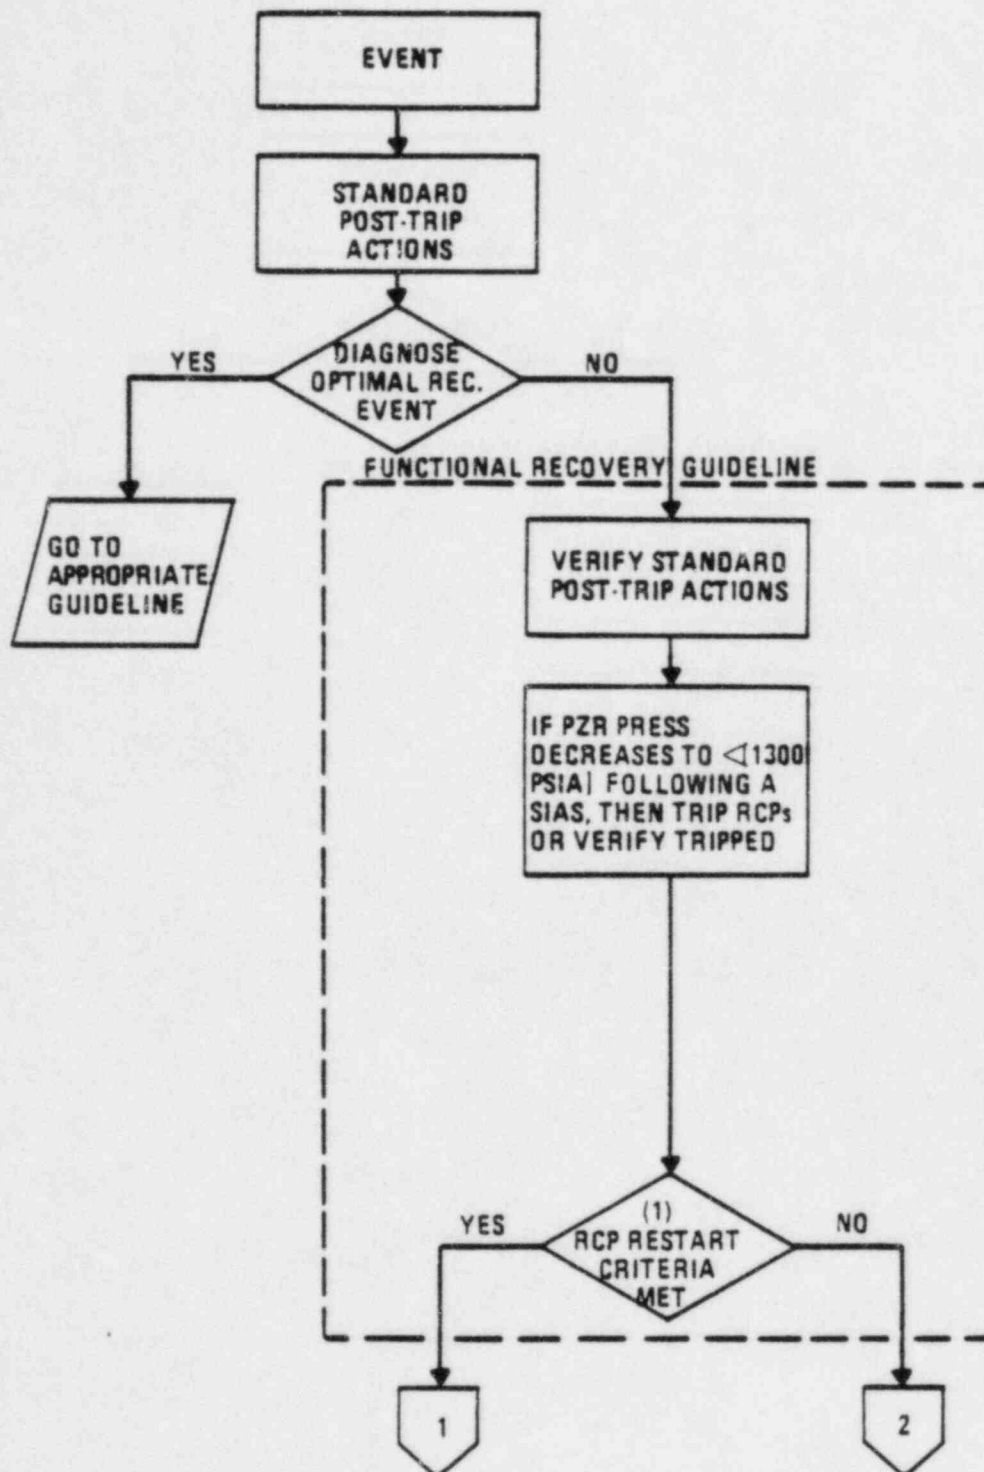 EVENT
STANDARD
POST-TRIP
ACTIONS
DIAGNOSE
OPTIMAL REC.
EVENT
YES
NO
FUNCTIONAL RECOVERY GUIDELINE
GO TO
APPROPRIATE
GUIDELINE
VERIFY STANDARD
POST-TRIP ACTIONS
IF PZR PRESS
DECREASES TO <[1300
PSIA] FOLLOWING A
SIAS, THEN TRIP RCPs
OR VERIFY TRIPPED
(1)
RCP RESTART
CRITERIA
MET
YES
NO
1
2